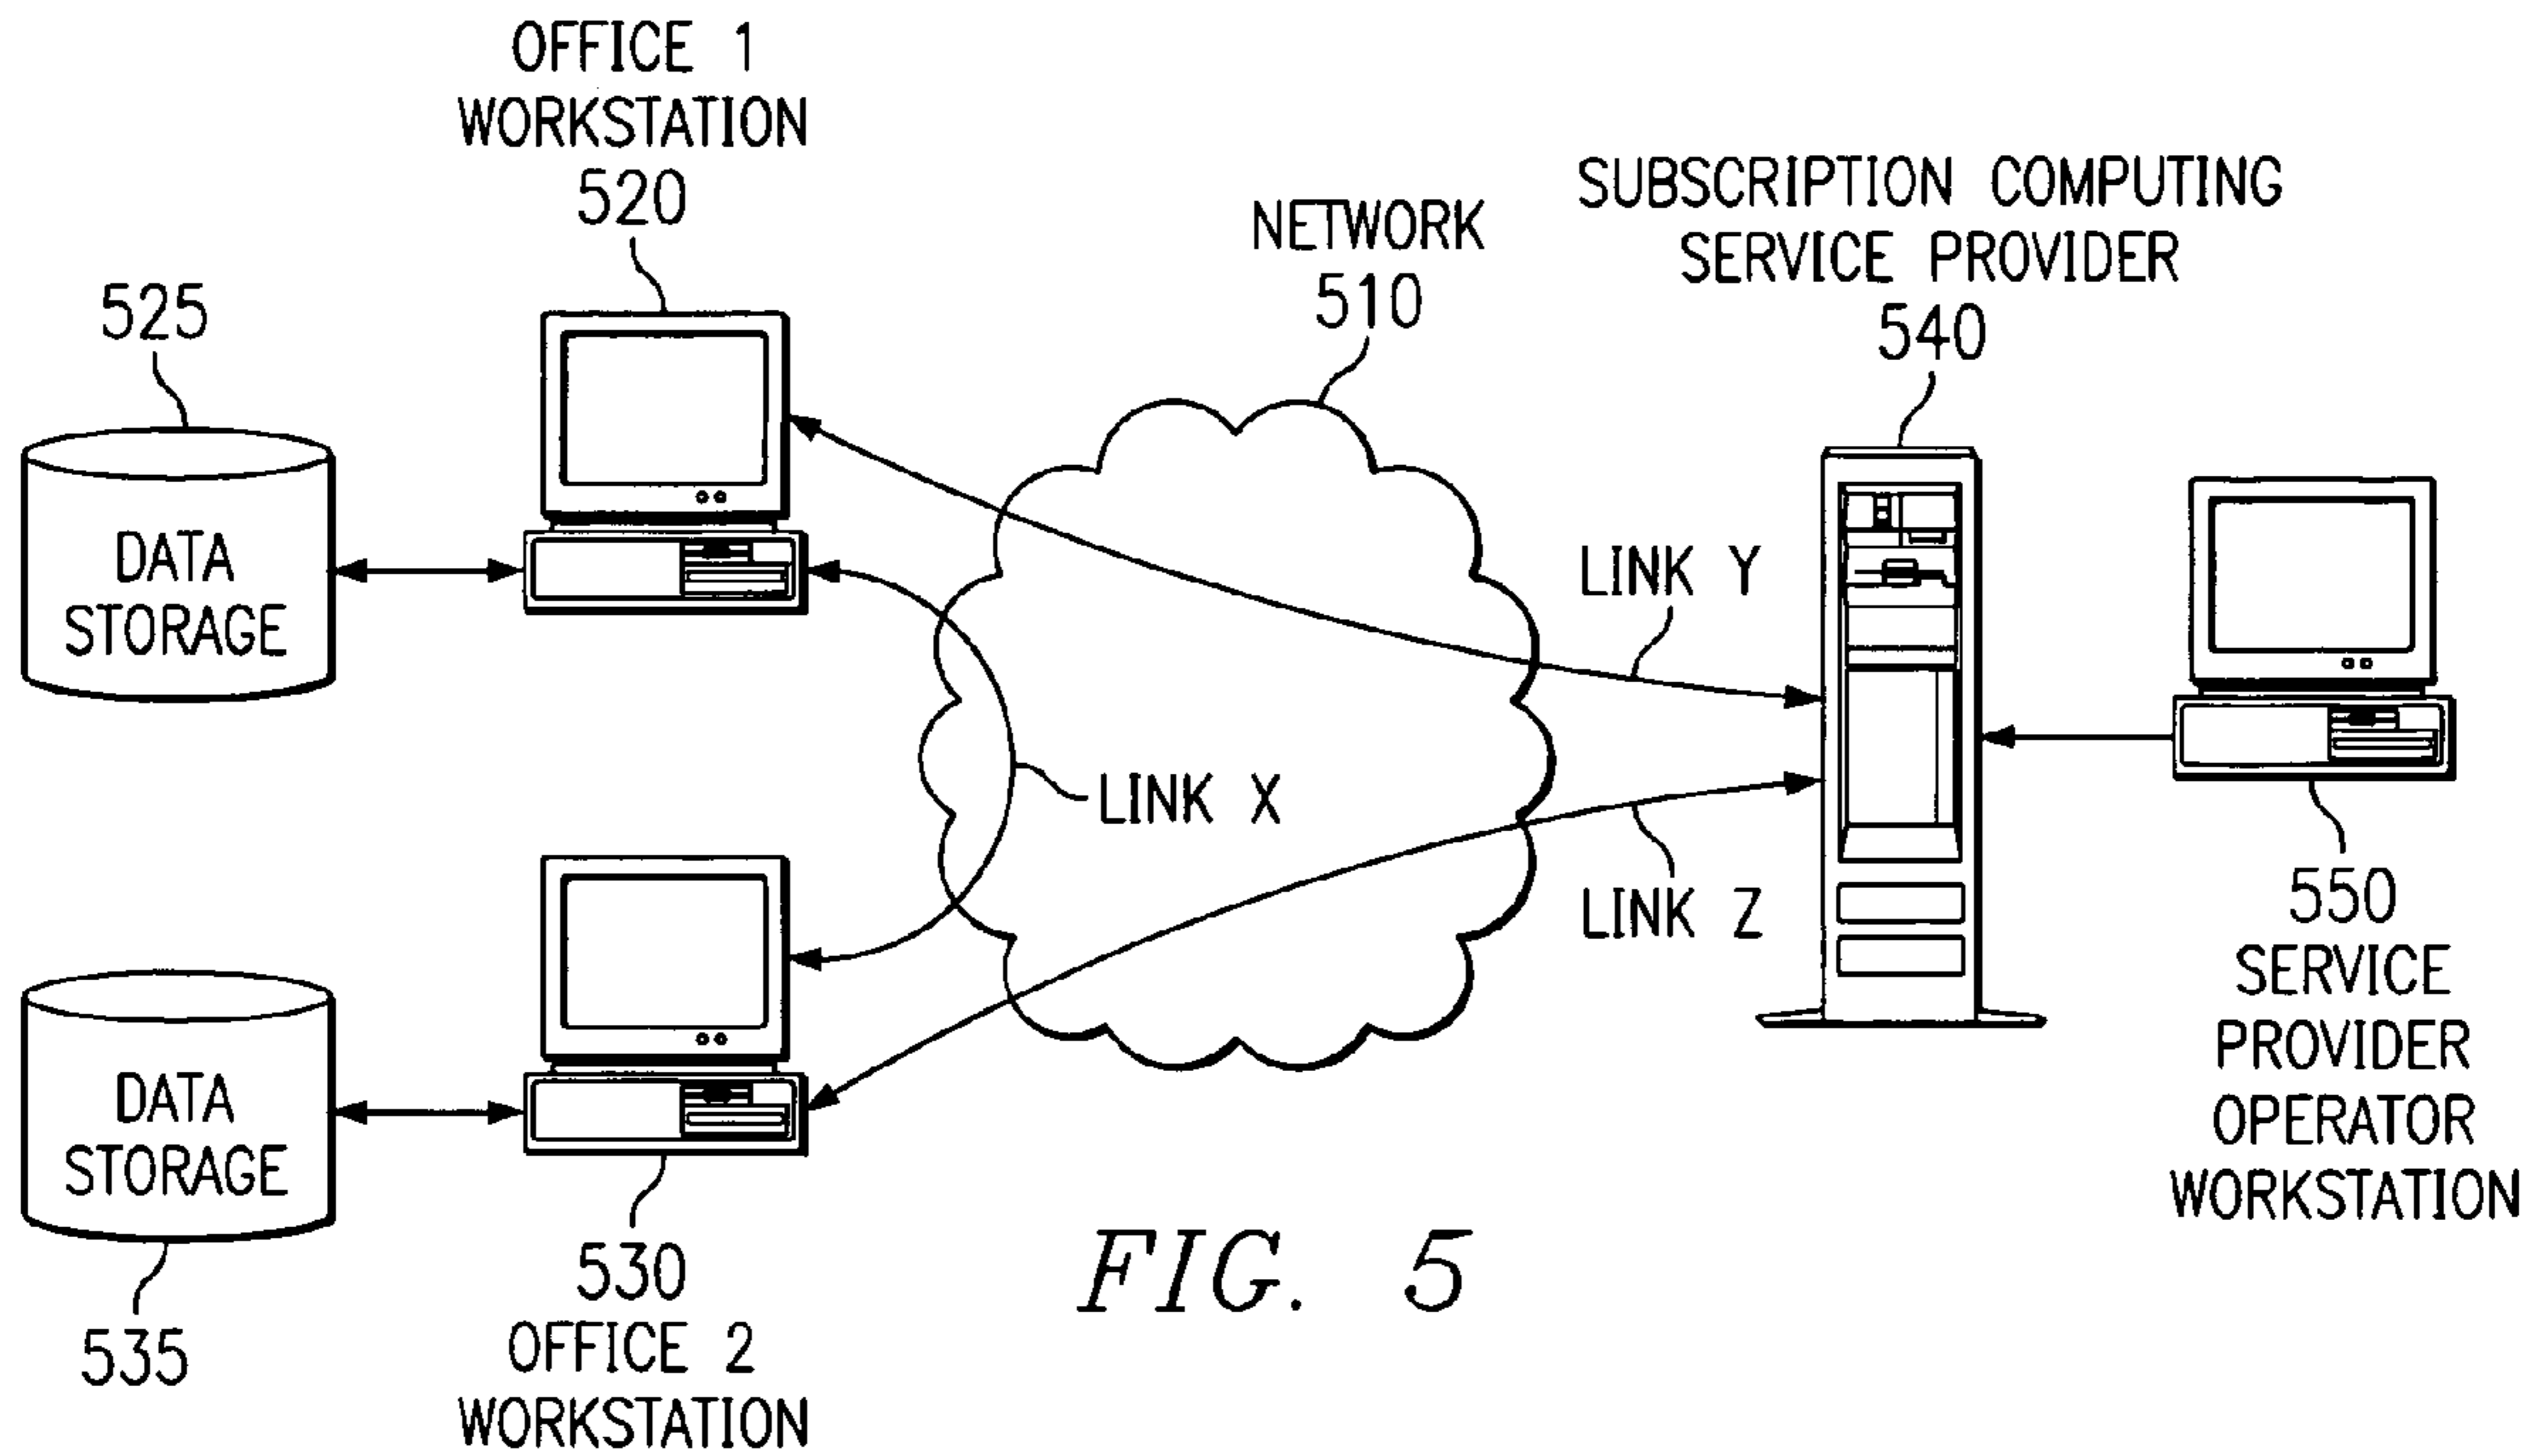 OFFICE 1
WORKSTATION
520
SUBSCRIPTION COMPUTING
SERVICE PROVIDER
540
NETWORK
510
525
DATA
STORAGE
LINK Y
LINK X
LINK Z
550
SERVICE
PROVIDER
OPERATOR
WORKSTATION
DATA
STORAGE
535
530
OFFICE 2
WORKSTATION
FIG. 5